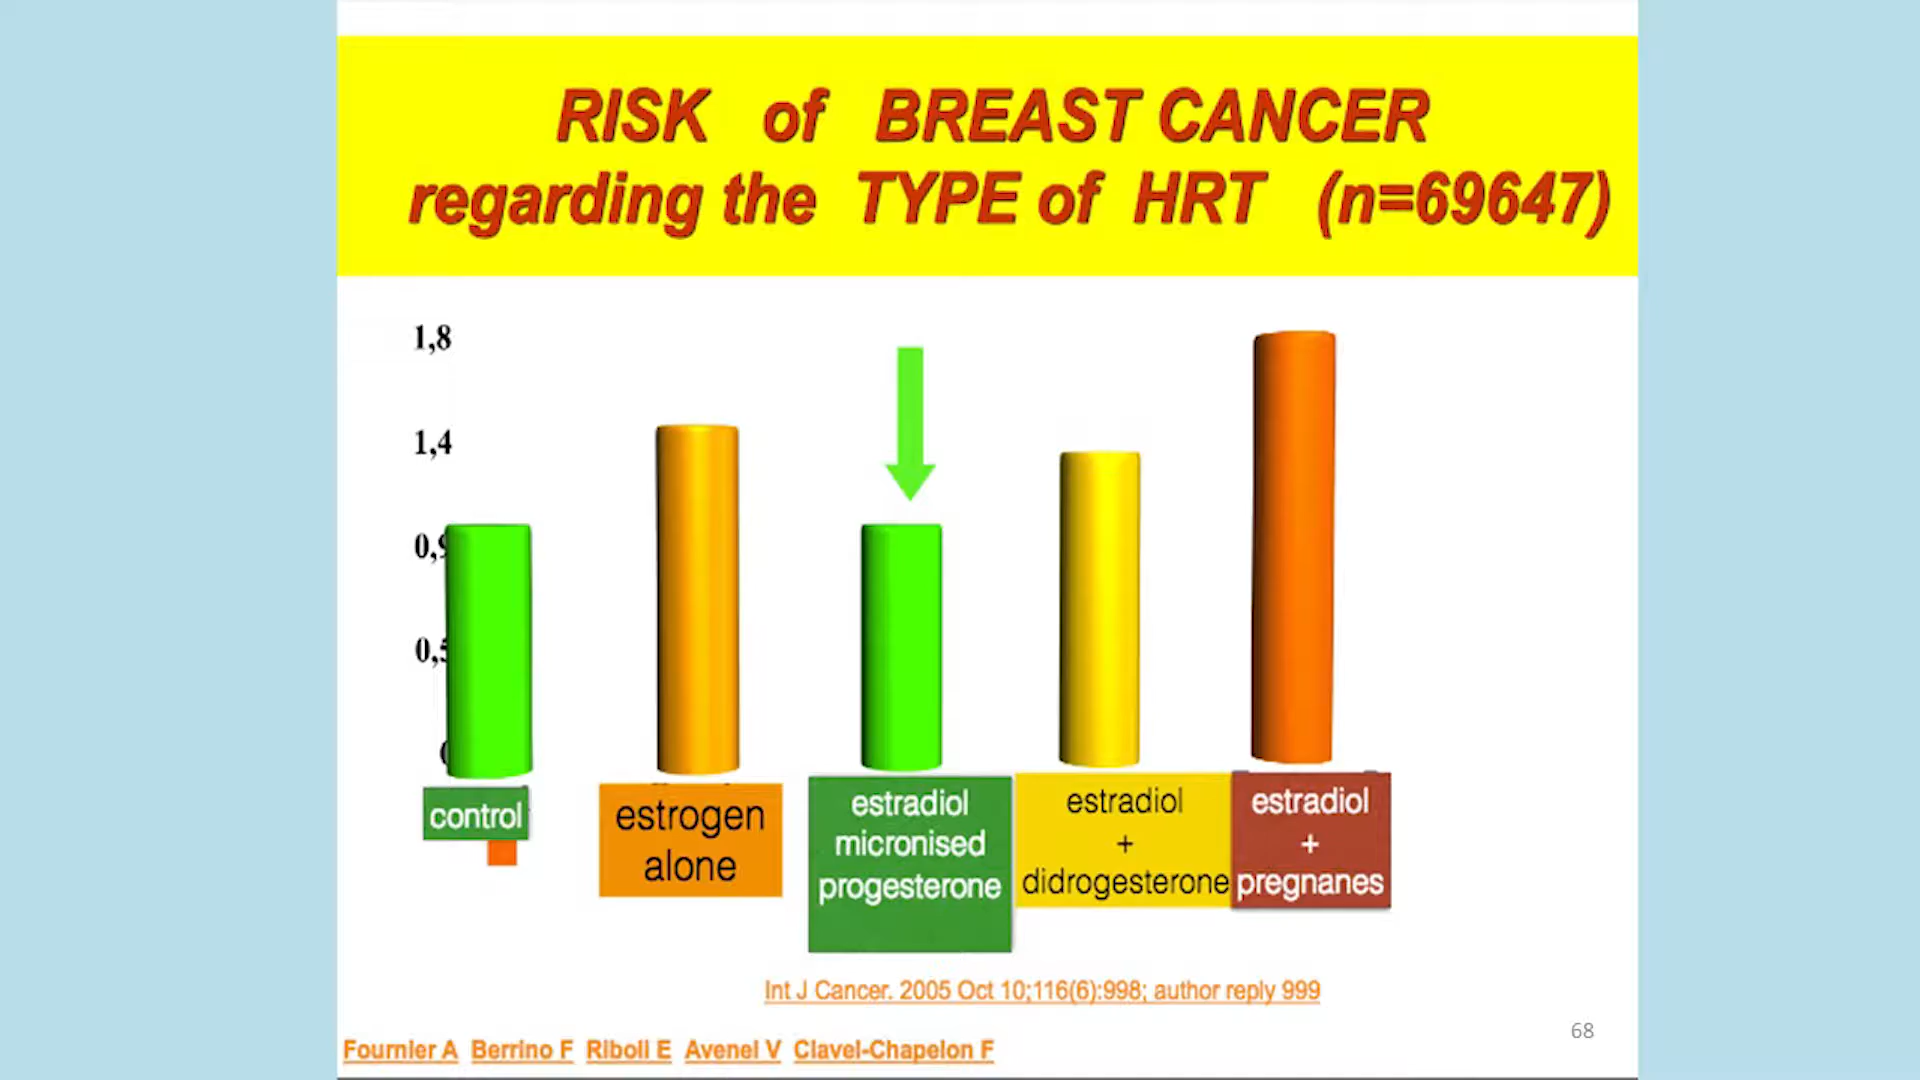 RISK of BREAST CANCER
regarding the TYPE of HRT (n=69647)
1,8
1,4
0,9
0,5
control
estrogen
alone
estradiol
micronised
progesterone
estradiol
+
didrogesterone
estradiol
+
pregnanes
Int J Cancer. 2005 Oct 10;116(6):998; author reply 999
68
Fournier A Berrino F Riboli E Avenel V Clavel-Chapelon F